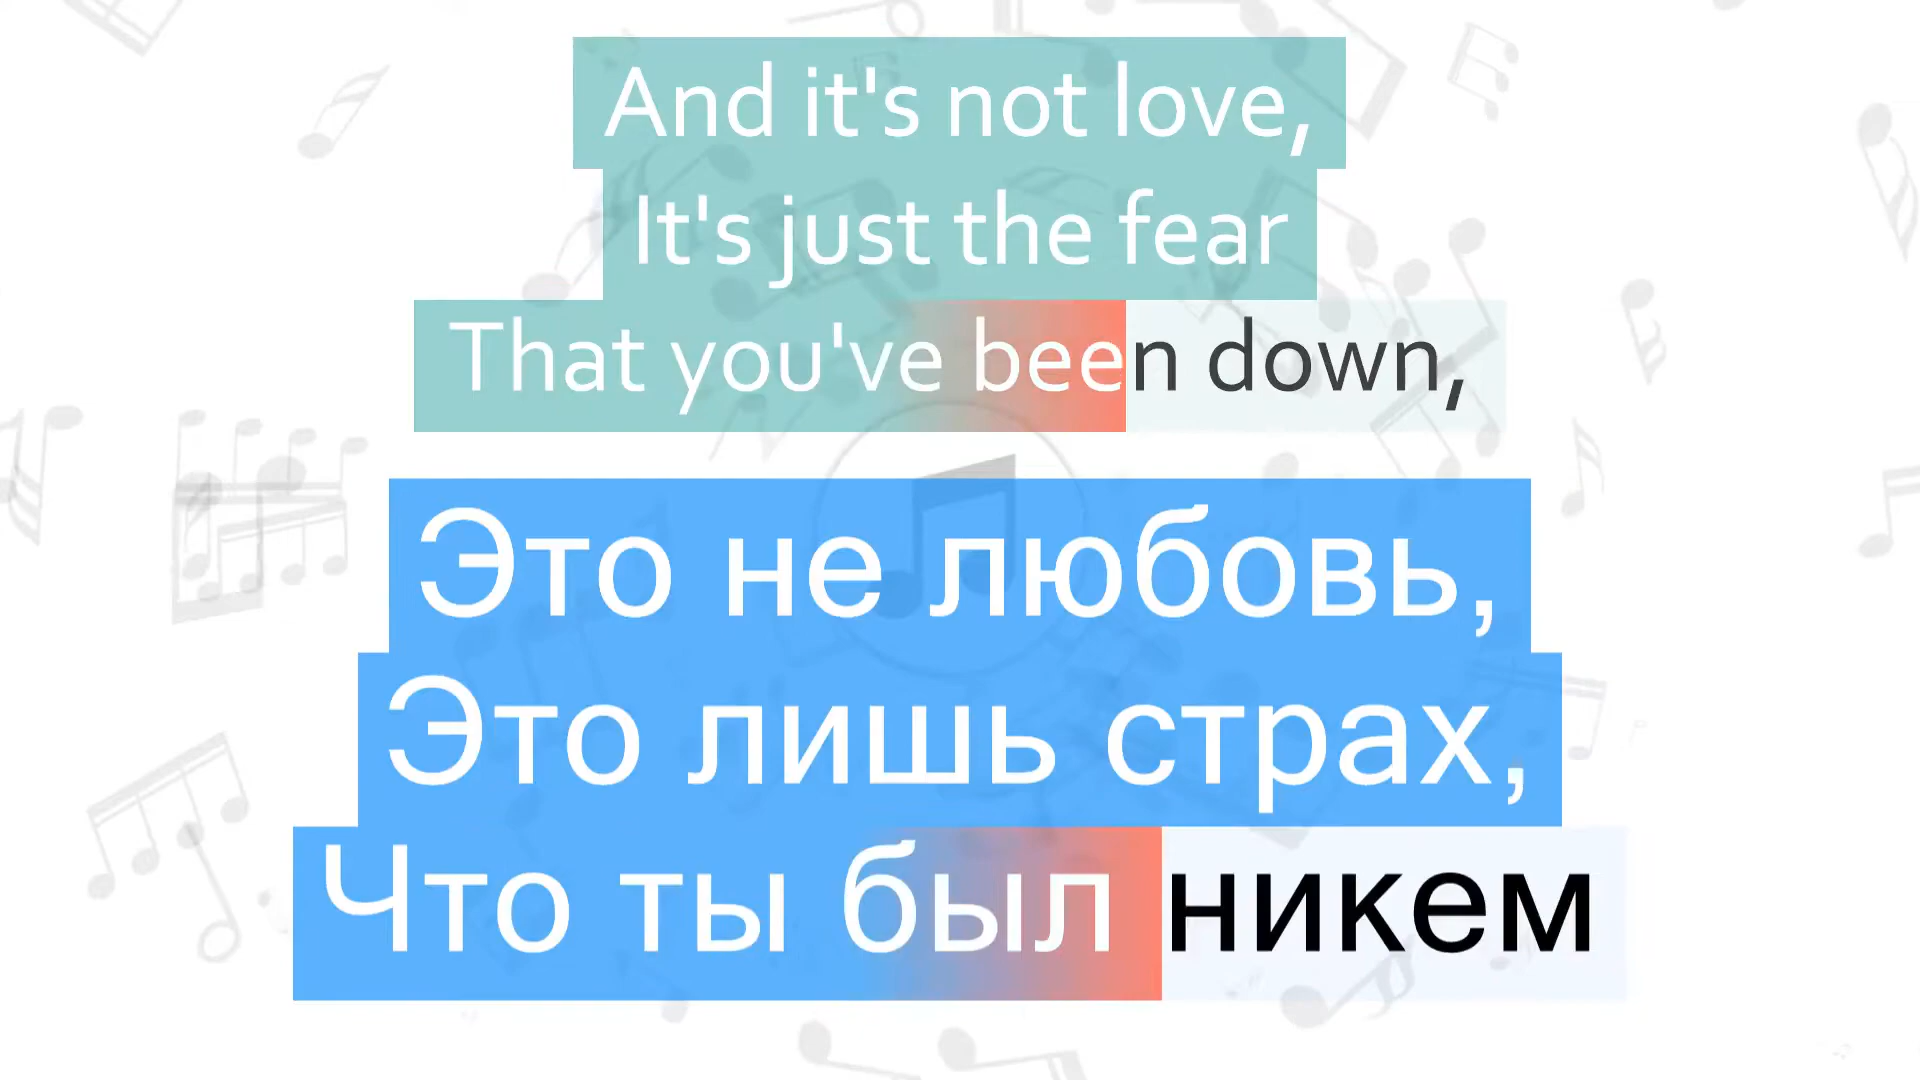 And it's not love,
It's just the fear
That you've been down,
Это не любовь,
Это лишь страх,
Что ты был никем